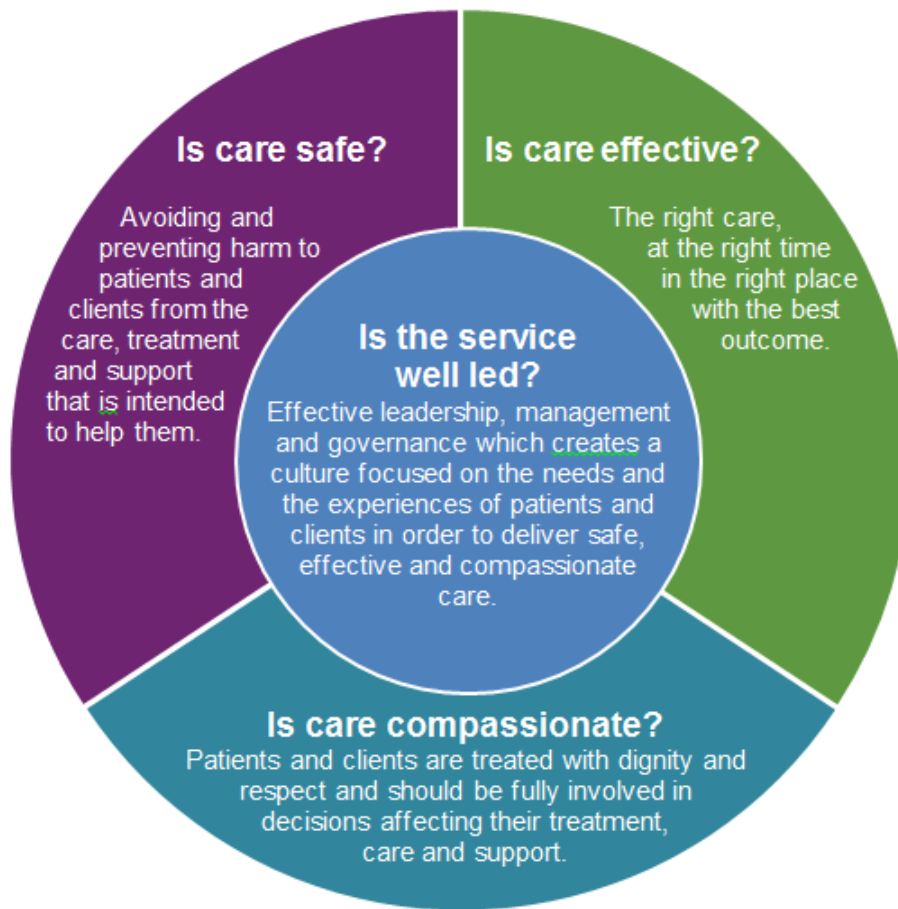 Is care safe?
Avoiding and
preventing harm to
patients and
clients from the
care, treatment
and support
that is intended
to help them.
Is care effective?
The right care,
at the right time
in the right place
with the best
outcome.
Is the service
well led?
Effective leadership, management
and governance which creates a
culture focused on the needs and
the experiences of patients and
clients in order to deliver safe,
effective and compassionate
care.
Is care compassionate?
Patients and clients are treated with dignity and
respect and should be fully involved in
decisions affecting their treatment,
care and support.